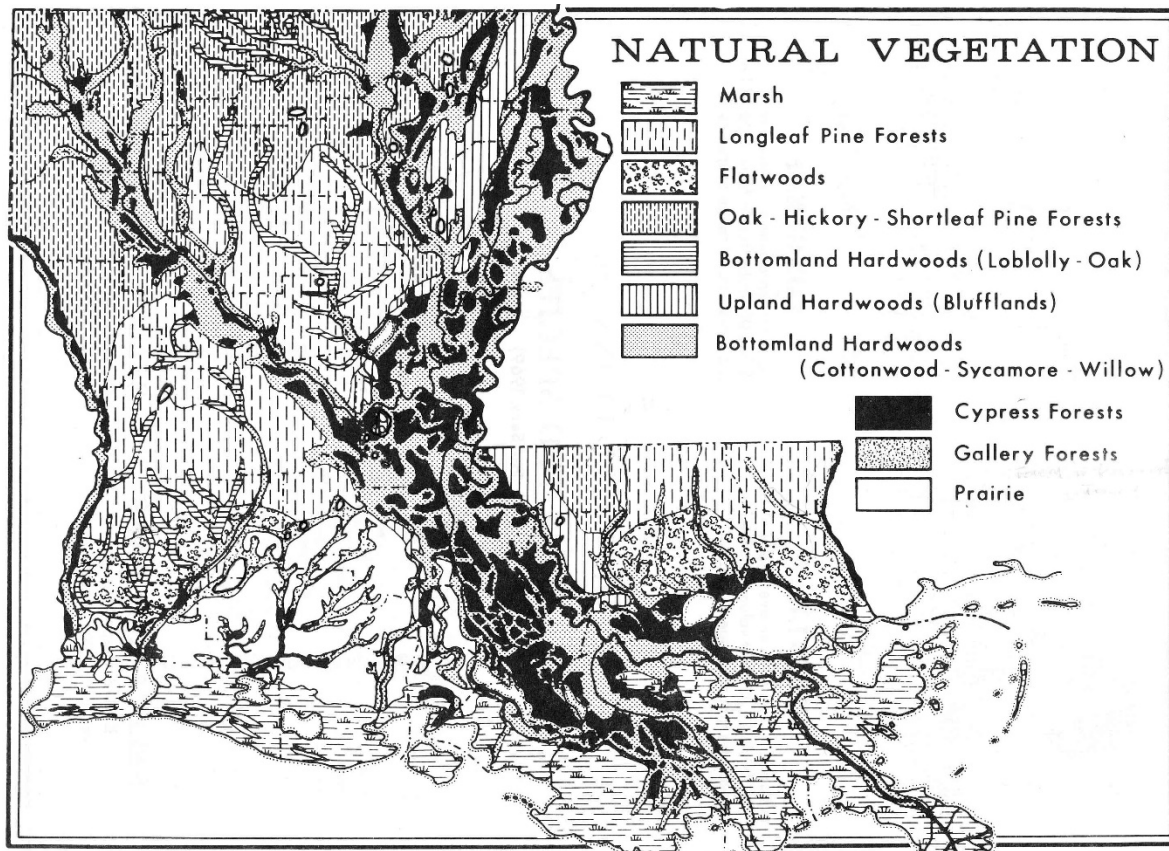 NATURAL VEGETATION
Marsh
Longleaf Pine Forests
Flatwoods
Oak - Hickory - Shortleaf Pine Forests
Bottomland Hardwoods (Loblolly - Oak)
Upland Hardwoods (Blufflands)
Bottomland Hardwoods
(Cottonwood - Sycamore - Willow)
Cypress Forests
Gallery Forests
Prairie